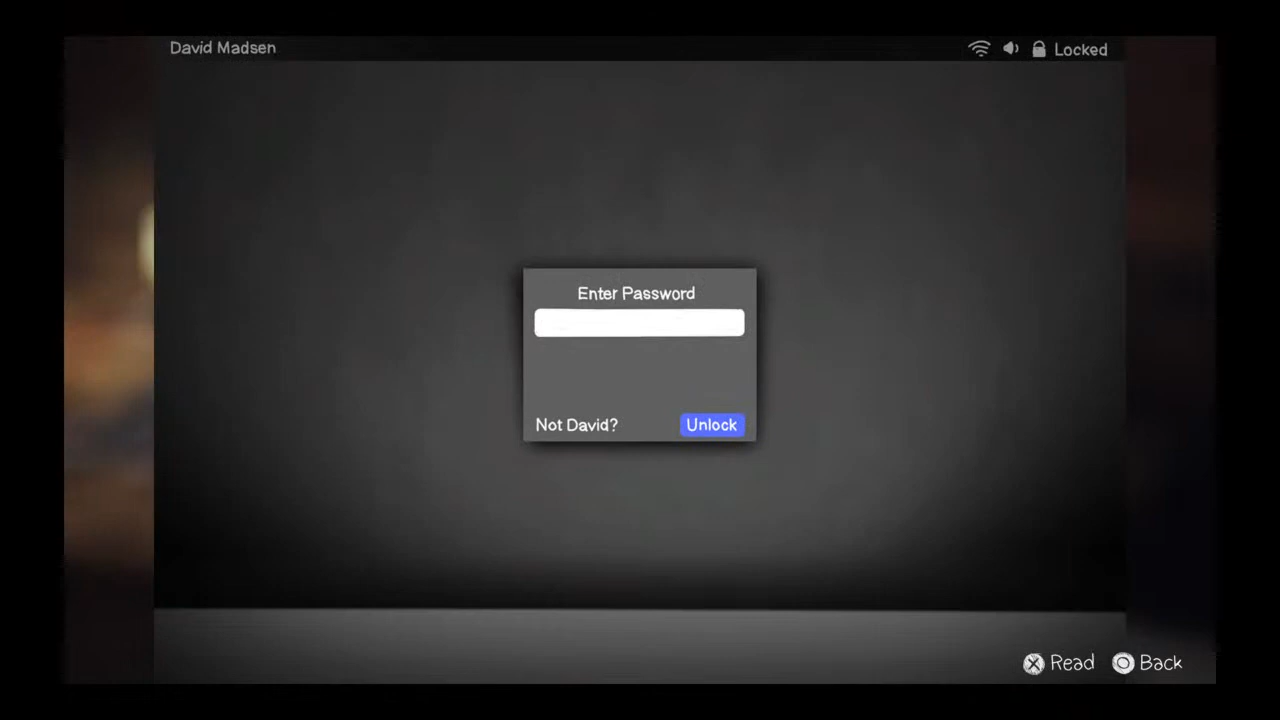 David Madsen
Locked
Enter Password
Not David?
Unlock
Read
Back